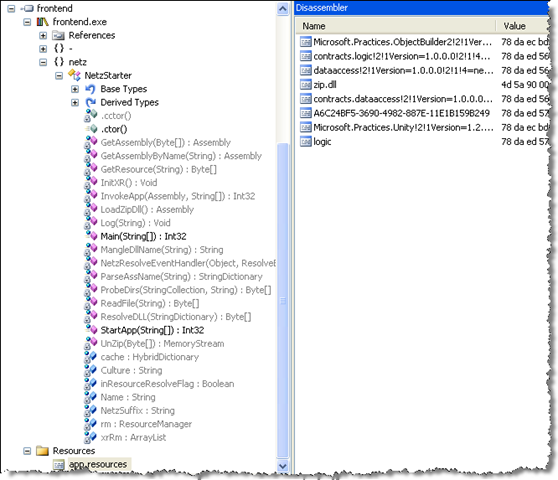 frontend
frontend.exe
References
{ } -
{ } netz
NetzStarter
Base Types
Derived Types
.cctor()
.ctor()
GetAssembly(Byte[]) : Assembly
GetAssemblyByName(String) : Assembly
GetResource(String) : Byte[]
InitXR() : Void
InvokeApp(Assembly, String[]) : Int32
LoadZipDll() : Assembly
Log(String) : Void
Main(String[]) : Int32
MangleDllName(String) : String
NetzResolveEventHandler(Object, ResolveE
ParseAssName(String) : StringDictionary
ProbeDirs(StringCollection, String) : Byte[]
ReadFile(String) : Byte[]
ResolveDLL(StringDictionary) : Byte[]
StartApp(String[]) : Int32
UnZip(Byte[]) : MemoryStream
cache : HybridDictionary
Culture : String
inResourceResolveFlag : Boolean
Name : String
NetzSuffix : String
rm : ResourceManager
xrRm : ArrayList
Resources
app.resources
Disassembler
Name Value
Microsoft.Practices.ObjectBuilder2!2!1Ver... 78 da ec bd
contracts.logic!2!1Version=1.0.0.0!2!1!4=... 78 da ed 56
dataaccess!2!1Version=1.0.0.0!2!1!4=ne... 78 da ed 57
zip.dll 4d 5a 90 00
contracts.dataaccess!2!1Version=1.0.0.... 78 da ed 56
A6C24BF5-3690-4982-887E-11E1B159B249 78 da ed 57
Microsoft.Practices.Unity!2!1Version=1.2.... 78 da ec bd
logic 78 da ed 57